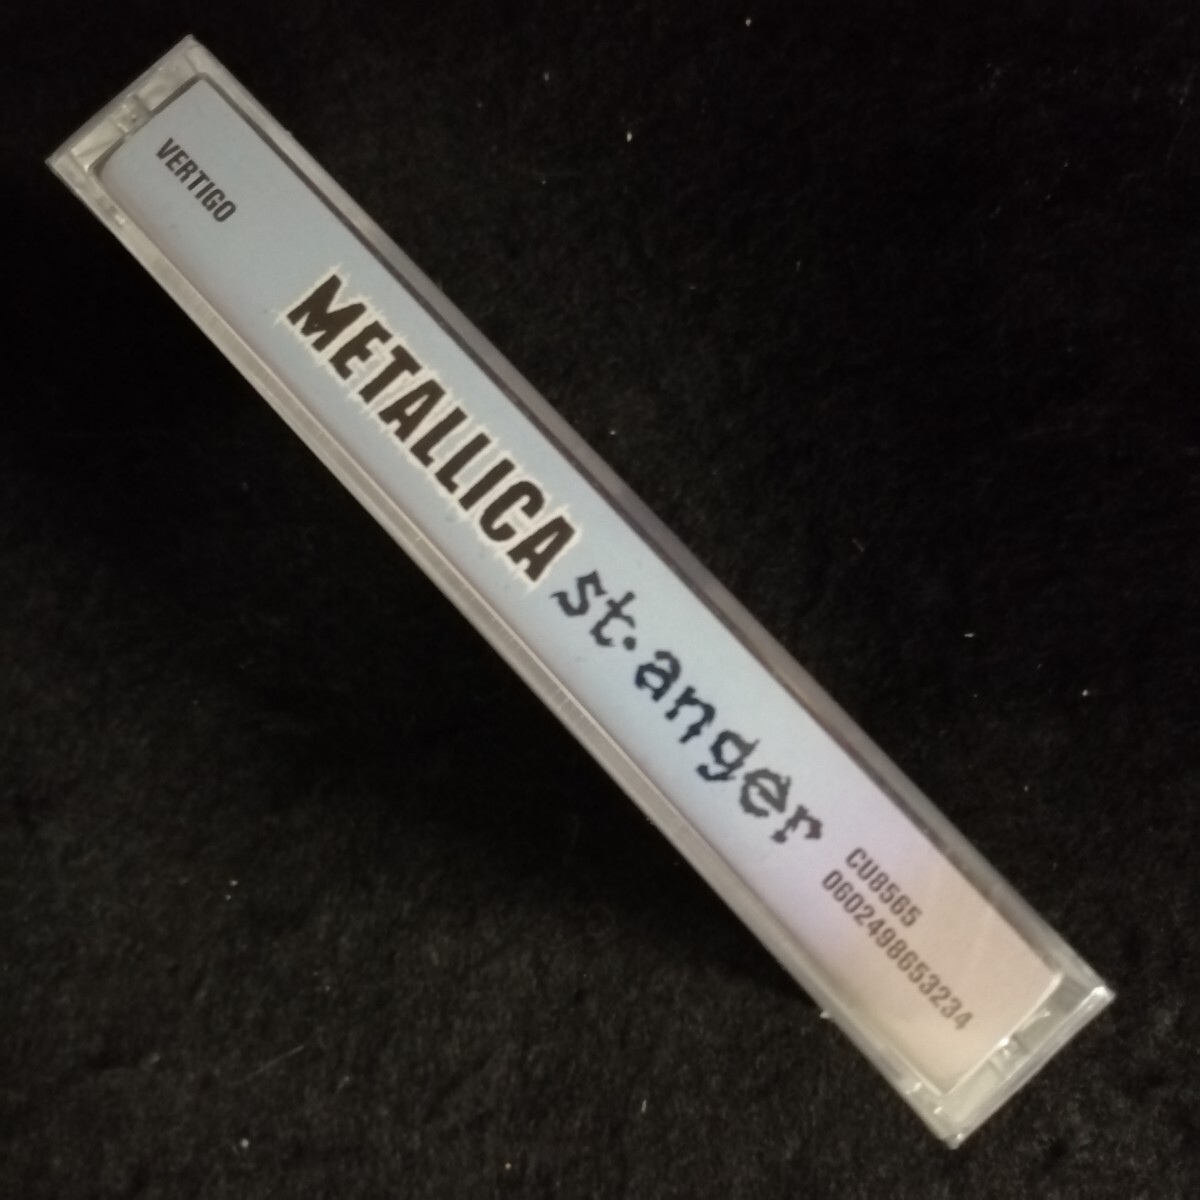 VERTIGO
METALLICA st. anger
CU8565
0602498653234